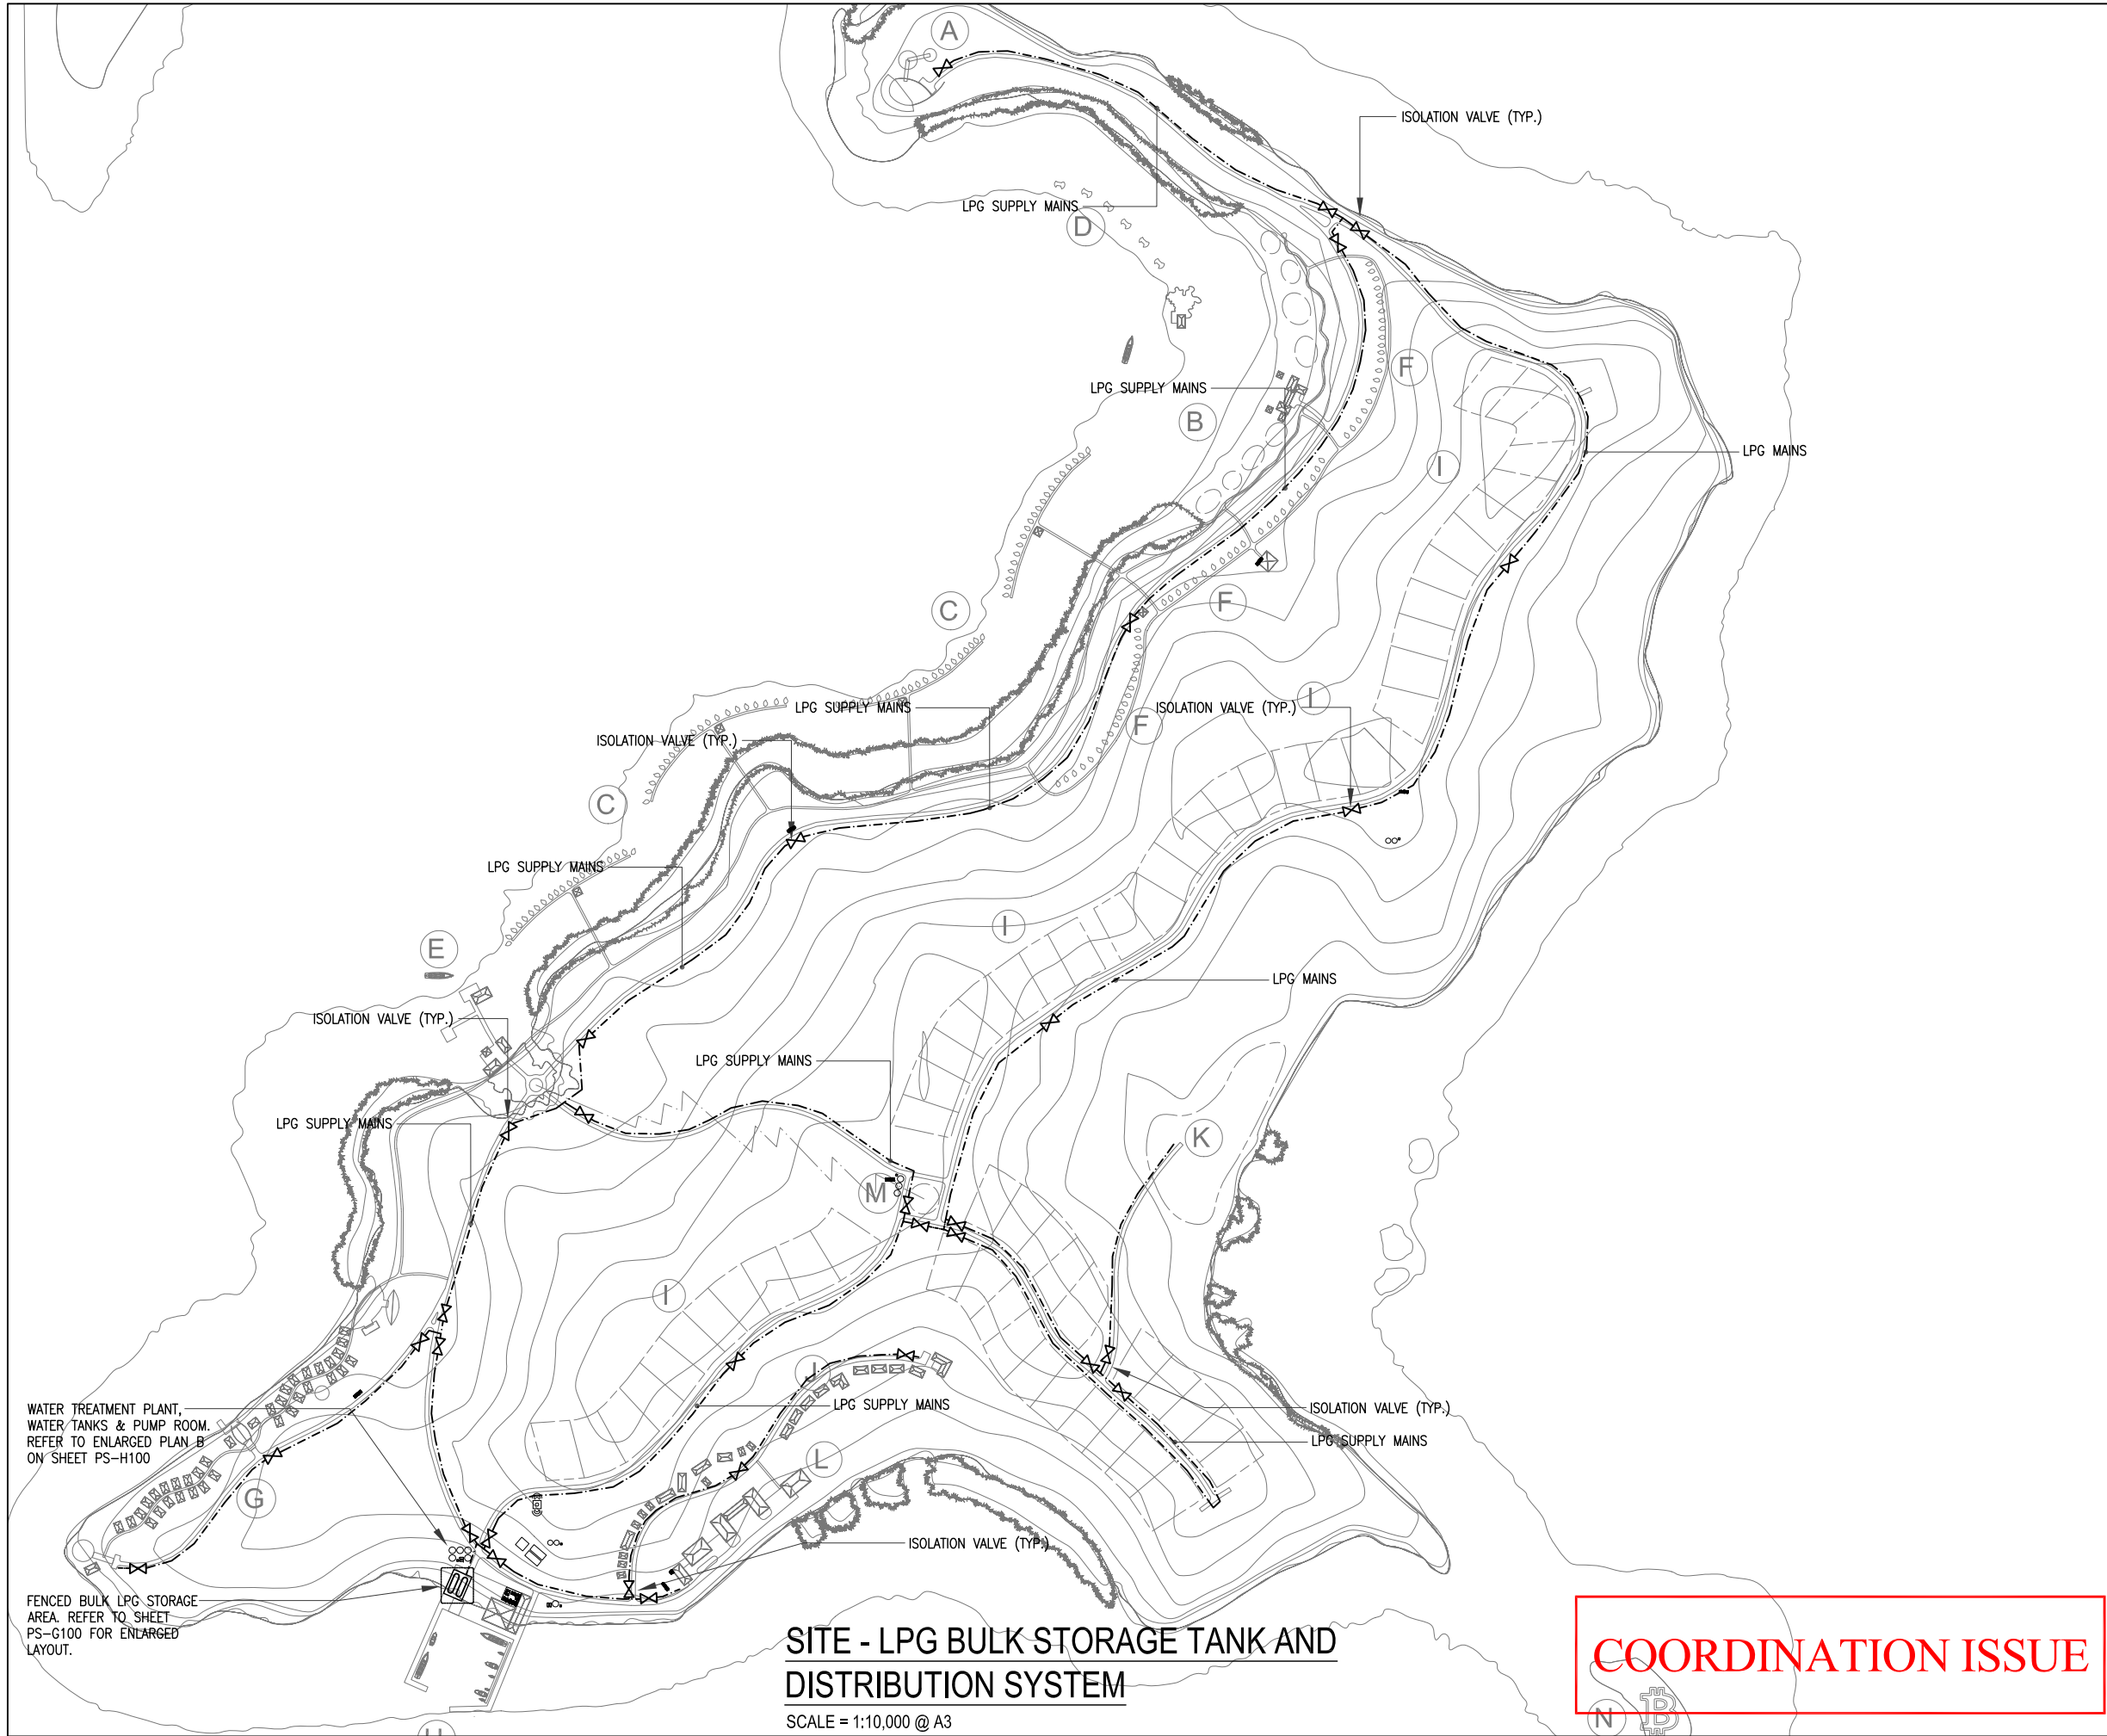 A
ISOLATION VALVE (TYP.)
LPG SUPPLY MAINS
D
LPG SUPPLY MAINS
F
B
LPG MAINS
I
C
F
I
LPG SUPPLY MAINS
ISOLATION VALVE (TYP.)
F
ISOLATION VALVE (TYP.)
C
LPG SUPPLY MAINS
I
E
LPG MAINS
ISOLATION VALVE (TYP.)
LPG SUPPLY MAINS
LPG SUPPLY MAINS
K
M
I
J
LPG SUPPLY MAINS
ISOLATION VALVE (TYP.)
LPG SUPPLY MAINS
WATER TREATMENT PLANT,
WATER TANKS & PUMP ROOM.
REFER TO ENLARGED PLAN B
ON SHEET PS-H100
L
G
ISOLATION VALVE (TYP.)
FENCED BULK LPG STORAGE
AREA. REFER TO SHEET
PS-G100 FOR ENLARGED
LAYOUT.
SITE - LPG BULK STORAGE TANK AND
DISTRIBUTION SYSTEM
SCALE = 1:10,000 @ A3
COORDINATION ISSUE
N